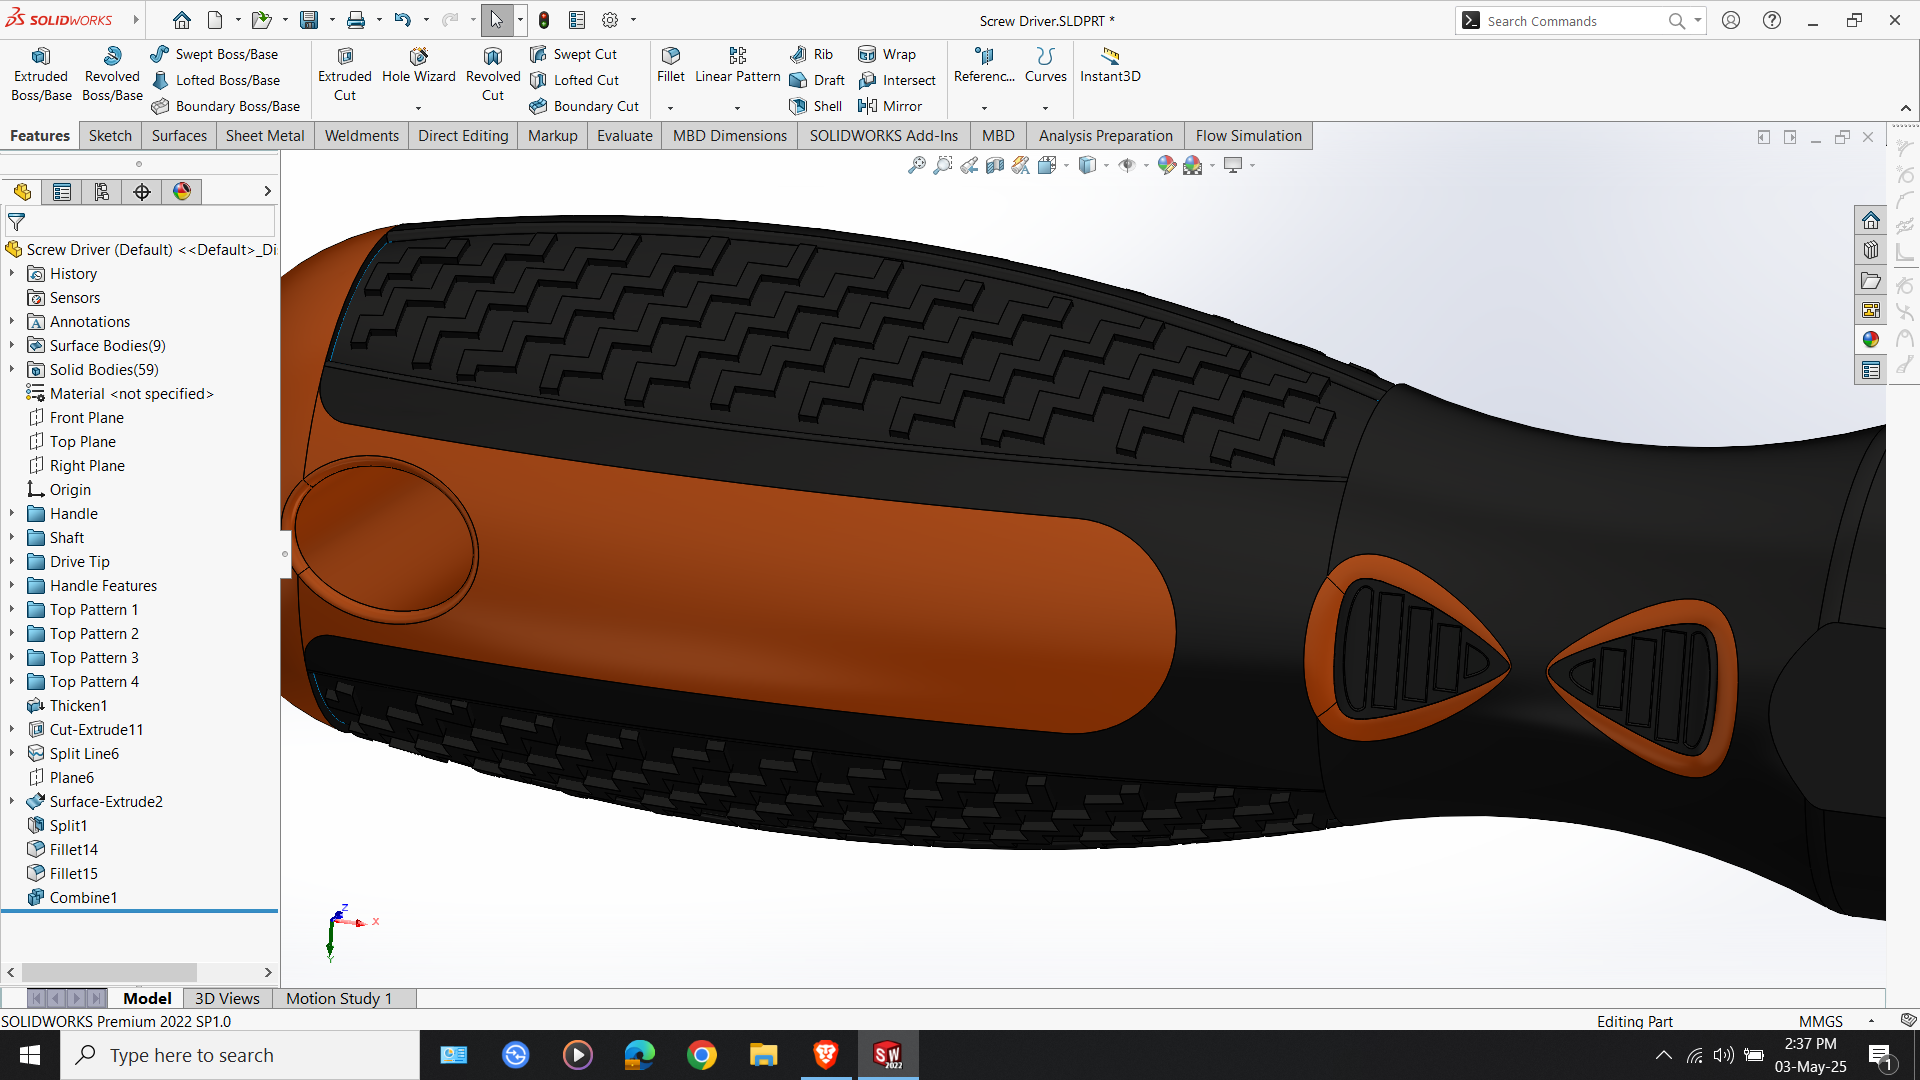 SOLIDWORKS
Screw Driver.SLDPRT *
Search Commands
Extruded Boss/Base
Revolved Boss/Base
Swept Boss/Base
Lofted Boss/Base
Boundary Boss/Base
Extruded Cut
Hole Wizard
Revolved Cut
Swept Cut
Lofted Cut
Boundary Cut
Fillet
Linear Pattern
Rib
Draft
Shell
Wrap
Intersect
Mirror
Referenc...
Curves
Instant3D
Features
Sketch
Surfaces
Sheet Metal
Weldments
Direct Editing
Markup
Evaluate
MBD Dimensions
SOLIDWORKS Add-Ins
MBD
Analysis Preparation
Flow Simulation
Screw Driver (Default) <<Default>_Di
History
Sensors
Annotations
Surface Bodies(9)
Solid Bodies(59)
Material <not specified>
Front Plane
Top Plane
Right Plane
Origin
Handle
Shaft
Drive Tip
Handle Features
Top Pattern 1
Top Pattern 2
Top Pattern 3
Top Pattern 4
Thicken1
Cut-Extrude11
Split Line6
Plane6
Surface-Extrude2
Split1
Fillet14
Fillet15
Combine1
Z
X
Y
Model
3D Views
Motion Study 1
SOLIDWORKS Premium 2022 SP1.0
Editing Part
MMGS
Type here to search
SW
2022
2:37 PM
03-May-25
1